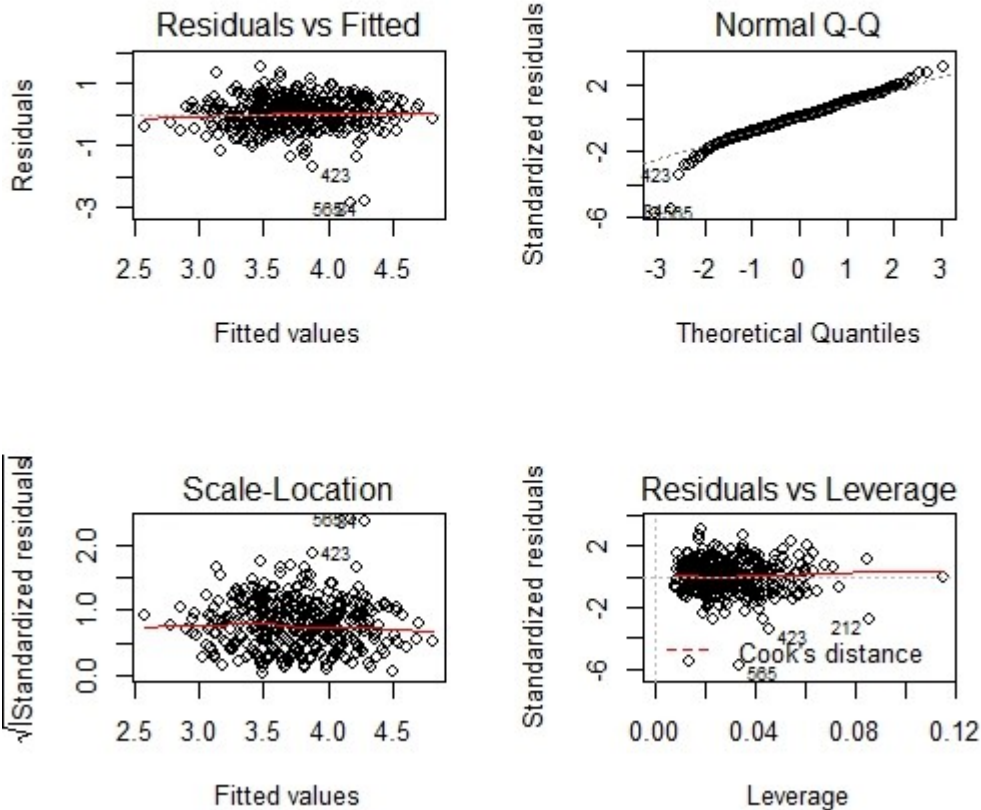 Residuals vs Fitted
Residuals
1
-1
-3
423
2.5 3.0 3.5 4.0 4.5
Fitted values
Normal Q-Q
Standardized residuals
2
-2
-6
423
-3 -2 -1 0 1 2 3
Theoretical Quantiles
Scale-Location
√|Standardized residuals|
2.0
1.0
0.0
423
2.5 3.0 3.5 4.0 4.5
Fitted values
Residuals vs Leverage
Standardized residuals
2
-2
-6
423
212
Cook's distance
565
0.00 0.04 0.08 0.12
Leverage